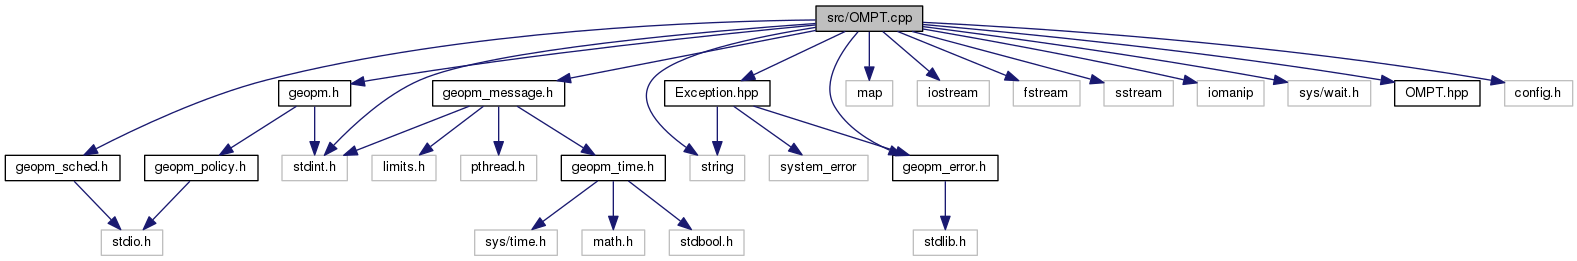 src/OMPT.cpp
geopm.h
geopm_message.h
Exception.hpp
map
iostream
fstream
sstream
iomanip
sys/wait.h
OMPT.hpp
config.h
geopm_sched.h
geopm_policy.h
stdint.h
limits.h
pthread.h
geopm_time.h
string
system_error
geopm_error.h
stdio.h
sys/time.h
math.h
stdbool.h
stdlib.h